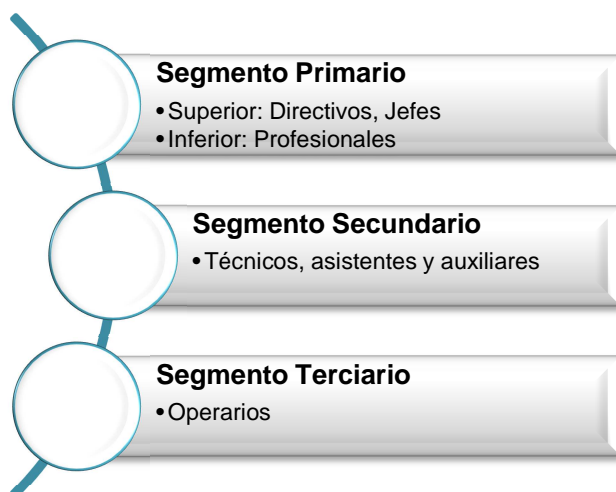 Segmento Primario
•Superior: Directivos, Jefes
•Inferior: Profesionales
Segmento Secundario
•Técnicos, asistentes y auxiliares
Segmento Terciario
•Operarios